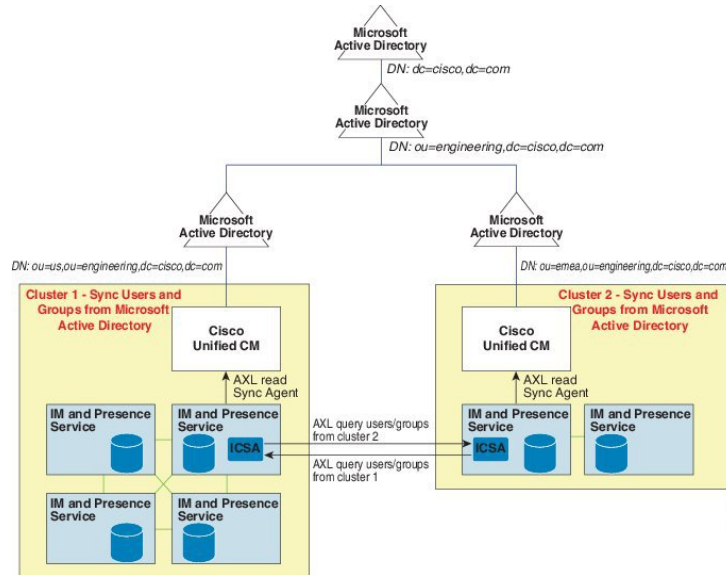 Microsoft
Active Directory
DN: dc=cisco,dc=com
Microsoft
Active Directory
DN: ou=engineering,dc=cisco,dc=com
Microsoft
Active Directory
DN: ou=us,ou=engineering,dc=cisco,dc=com
Microsoft
Active Directory
DN: ou=emea,ou=engineering,dc=cisco,dc=com
Cluster 1 - Sync Users and
Groups from Microsoft
Active Directory
Cisco
Unified CM
AXL read
Sync Agent
IM and Presence
Service
IM and Presence
Service
ICSA
IM and Presence
Service
IM and Presence
Service
AXL query users/groups
from cluster 2
AXL query users/groups
from cluster 1
Cluster 2 - Sync Users and
Groups from Microsoft
Active Directory
Cisco
Unified CM
AXL read
Sync Agent
IM and Presence
Service
ICSA
IM and Presence
Service